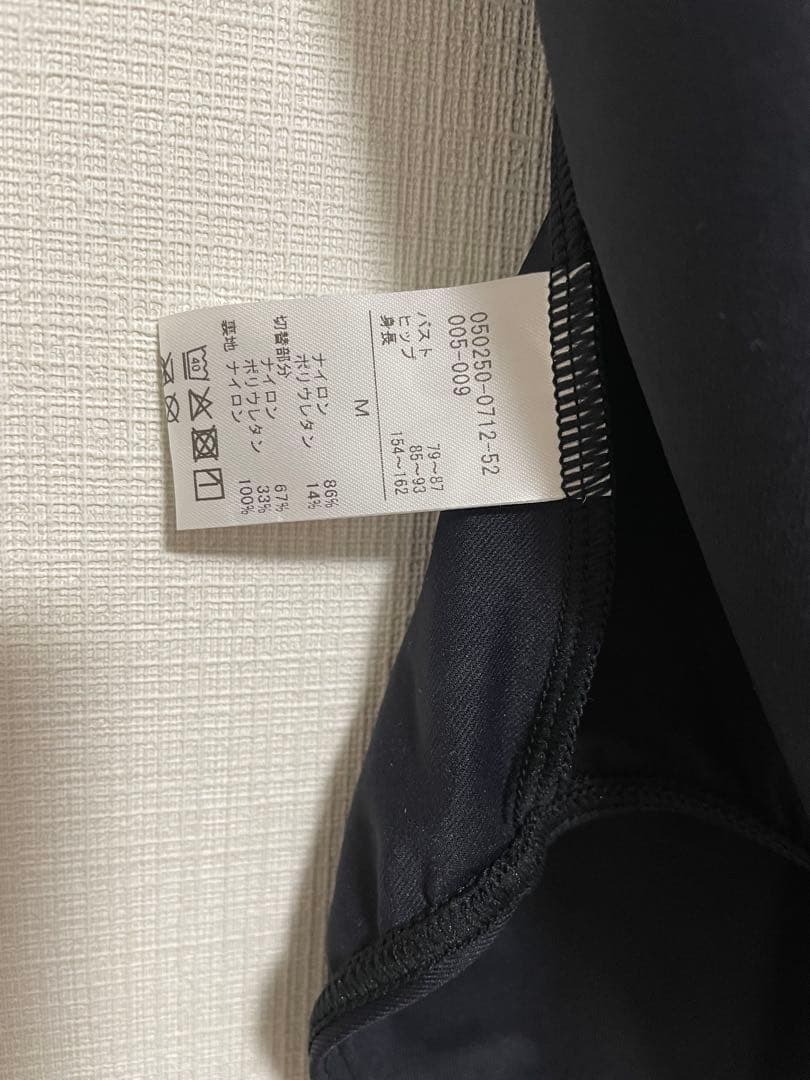 050250-0712-52
005-009
バスト 79~87
ヒップ 85~93
身長 154~162
M
ナイロン 86%
ポリウレタン 14%
切替部分
ナイロン 67%
ポリウレタン 33%
裏地 ナイロン 100%
40